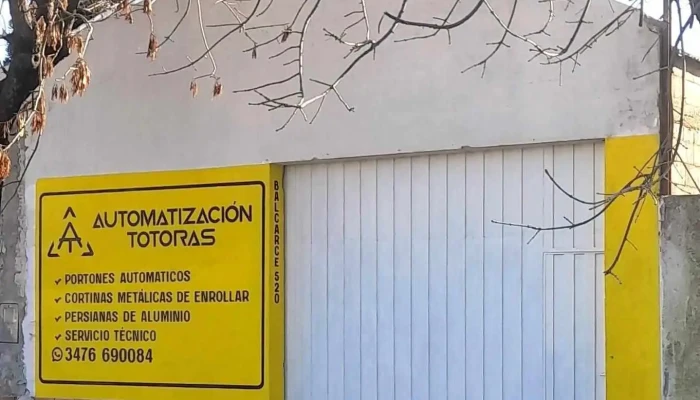 AUTOMATIZACIÓN
TOTORAS
PORTONES AUTOMATICOS
CORTINAS METÁLICAS DE ENROLLAR
PERSIANAS DE ALUMINIO
SERVICIO TÉCNICO
3476 690084
BALCARCE 520